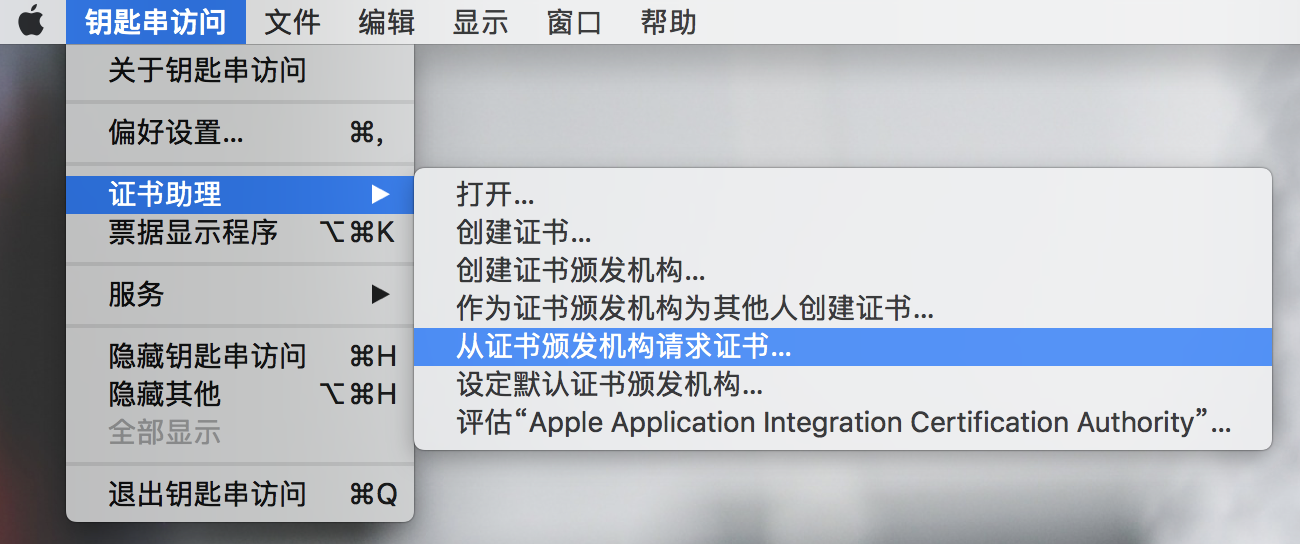 钥匙串访问 文件 编辑 显示 窗口 帮助
关于钥匙串访问
偏好设置... ⌘,
证书助理 ▶
票据显示程序 ⌥⌘K
服务 ▶
隐藏钥匙串访问 ⌘H
隐藏其他 ⌥⌘H
全部显示
退出钥匙串访问 ⌘Q
打开...
创建证书...
创建证书颁发机构...
作为证书颁发机构为其他人创建证书...
从证书颁发机构请求证书...
设定默认证书颁发机构...
评估“Apple Application Integration Certification Authority”...